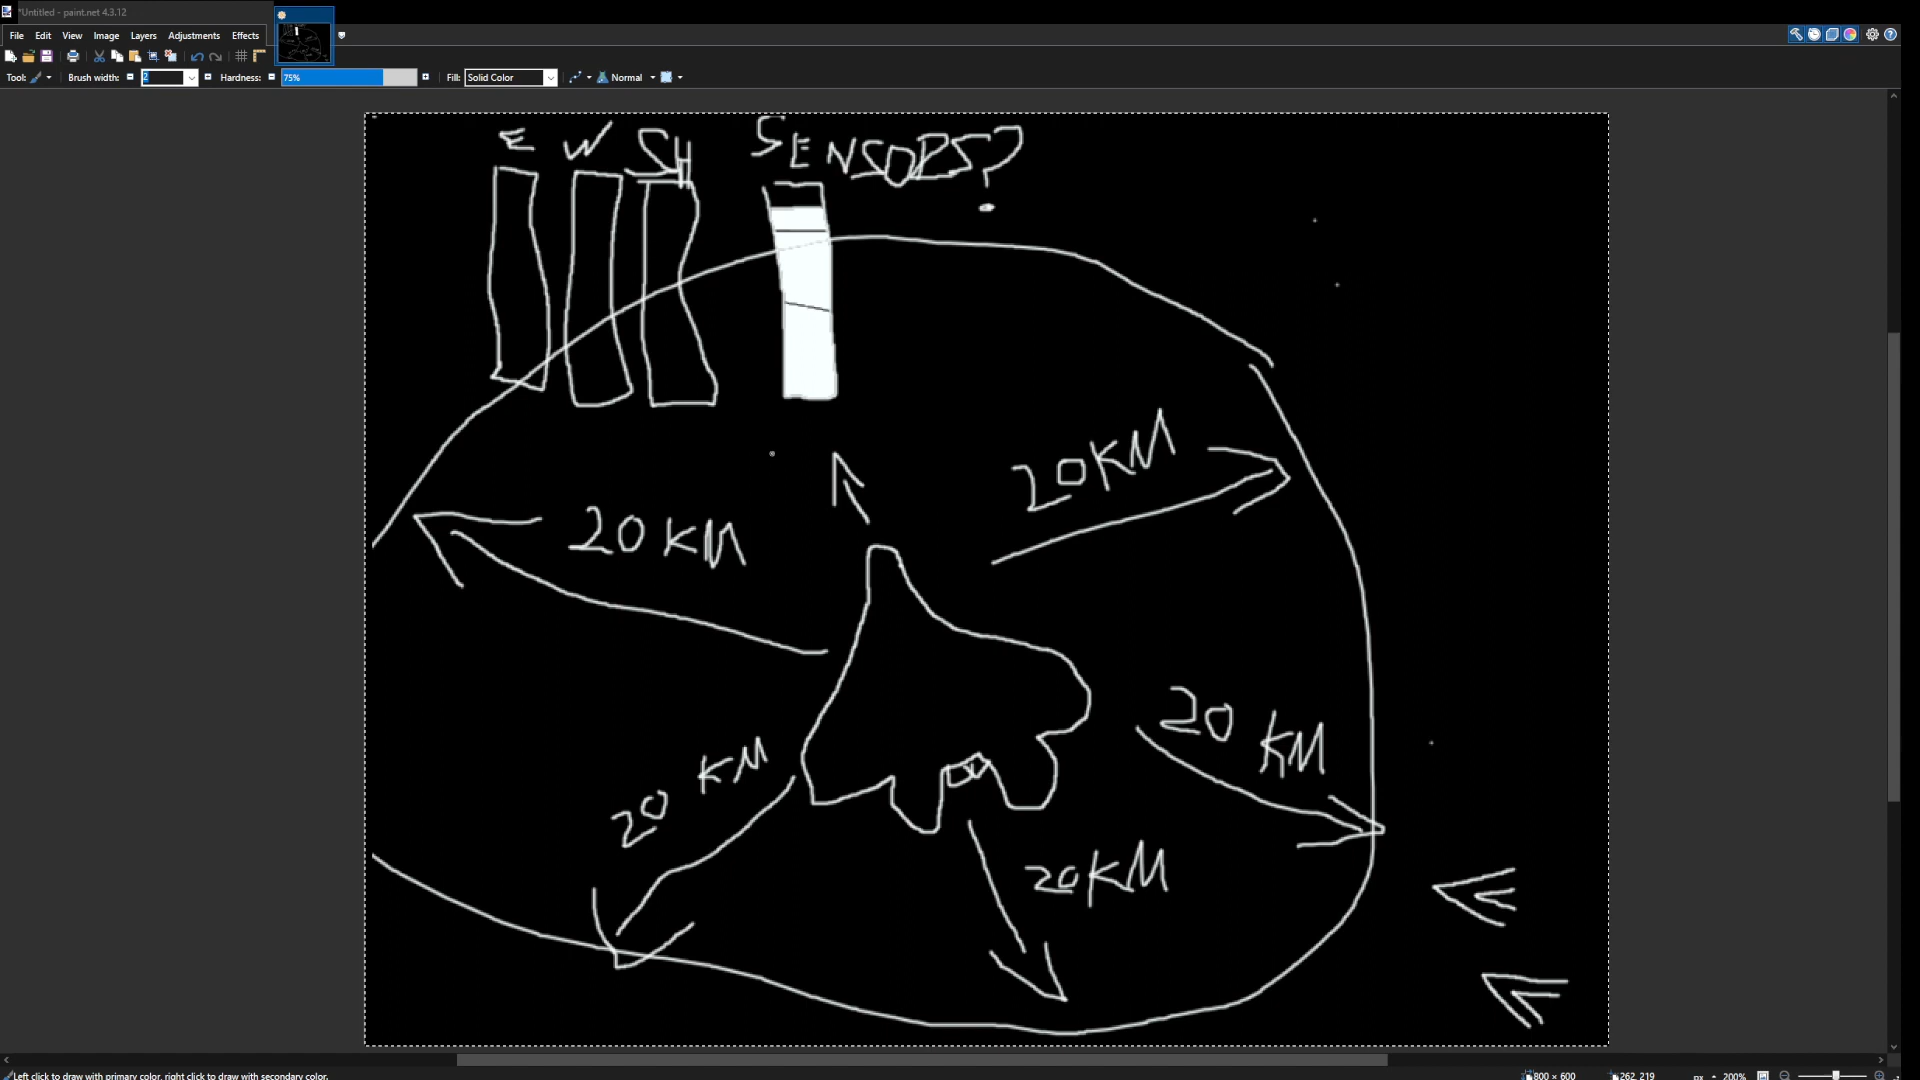 *Untitled - paint.net 4.3.12
File Edit View Image Layers Adjustments Effects
Tool: Brush width: 2 Hardness: 75% Fill: Solid Color Normal
E W SH SENSORS?
20KM
20 KM
20 KM
20 KM
20KM
Left click to draw with primary color, right click to draw with secondary color. 800 × 600 262, 219 px 200%